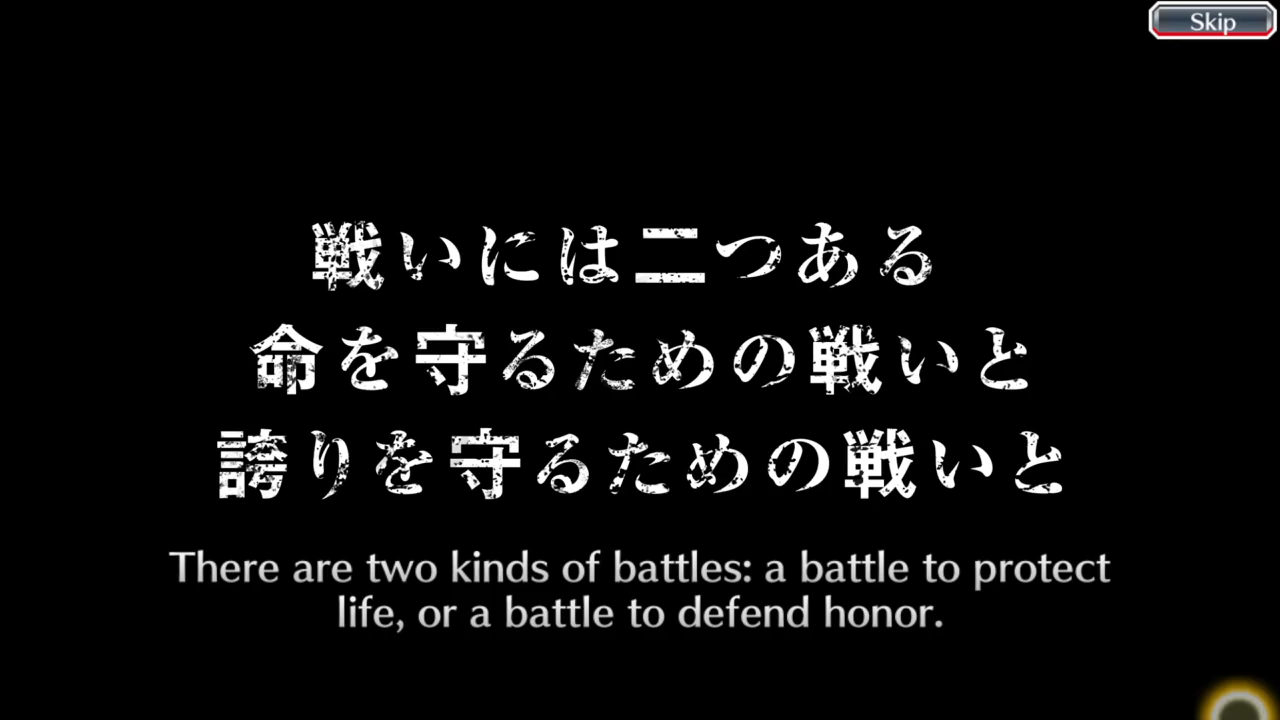 Skip
戦いには二つある
命を守るための戦いと
誇りを守るための戦いと
There are two kinds of battles: a battle to protect
life, or a battle to defend honor.